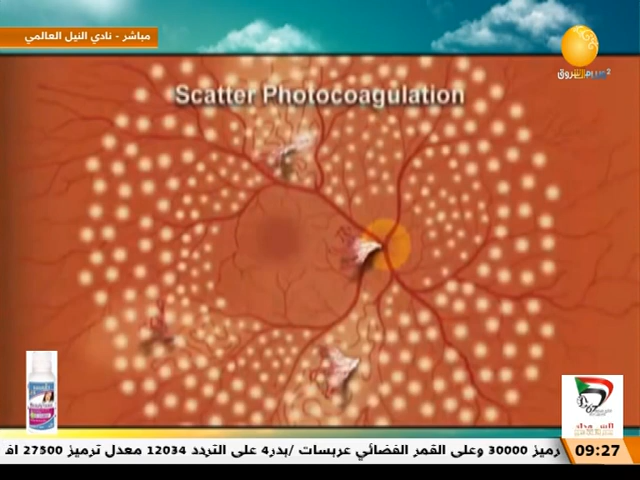 مباشر - نادي النيل العالمي
الشروق
Scatter Photocoagulation
رميز 30000 وعلى القمر الفضائي عربسات /بدر4 على التردد 12034 معدل ترميز 27500 اف
09:27